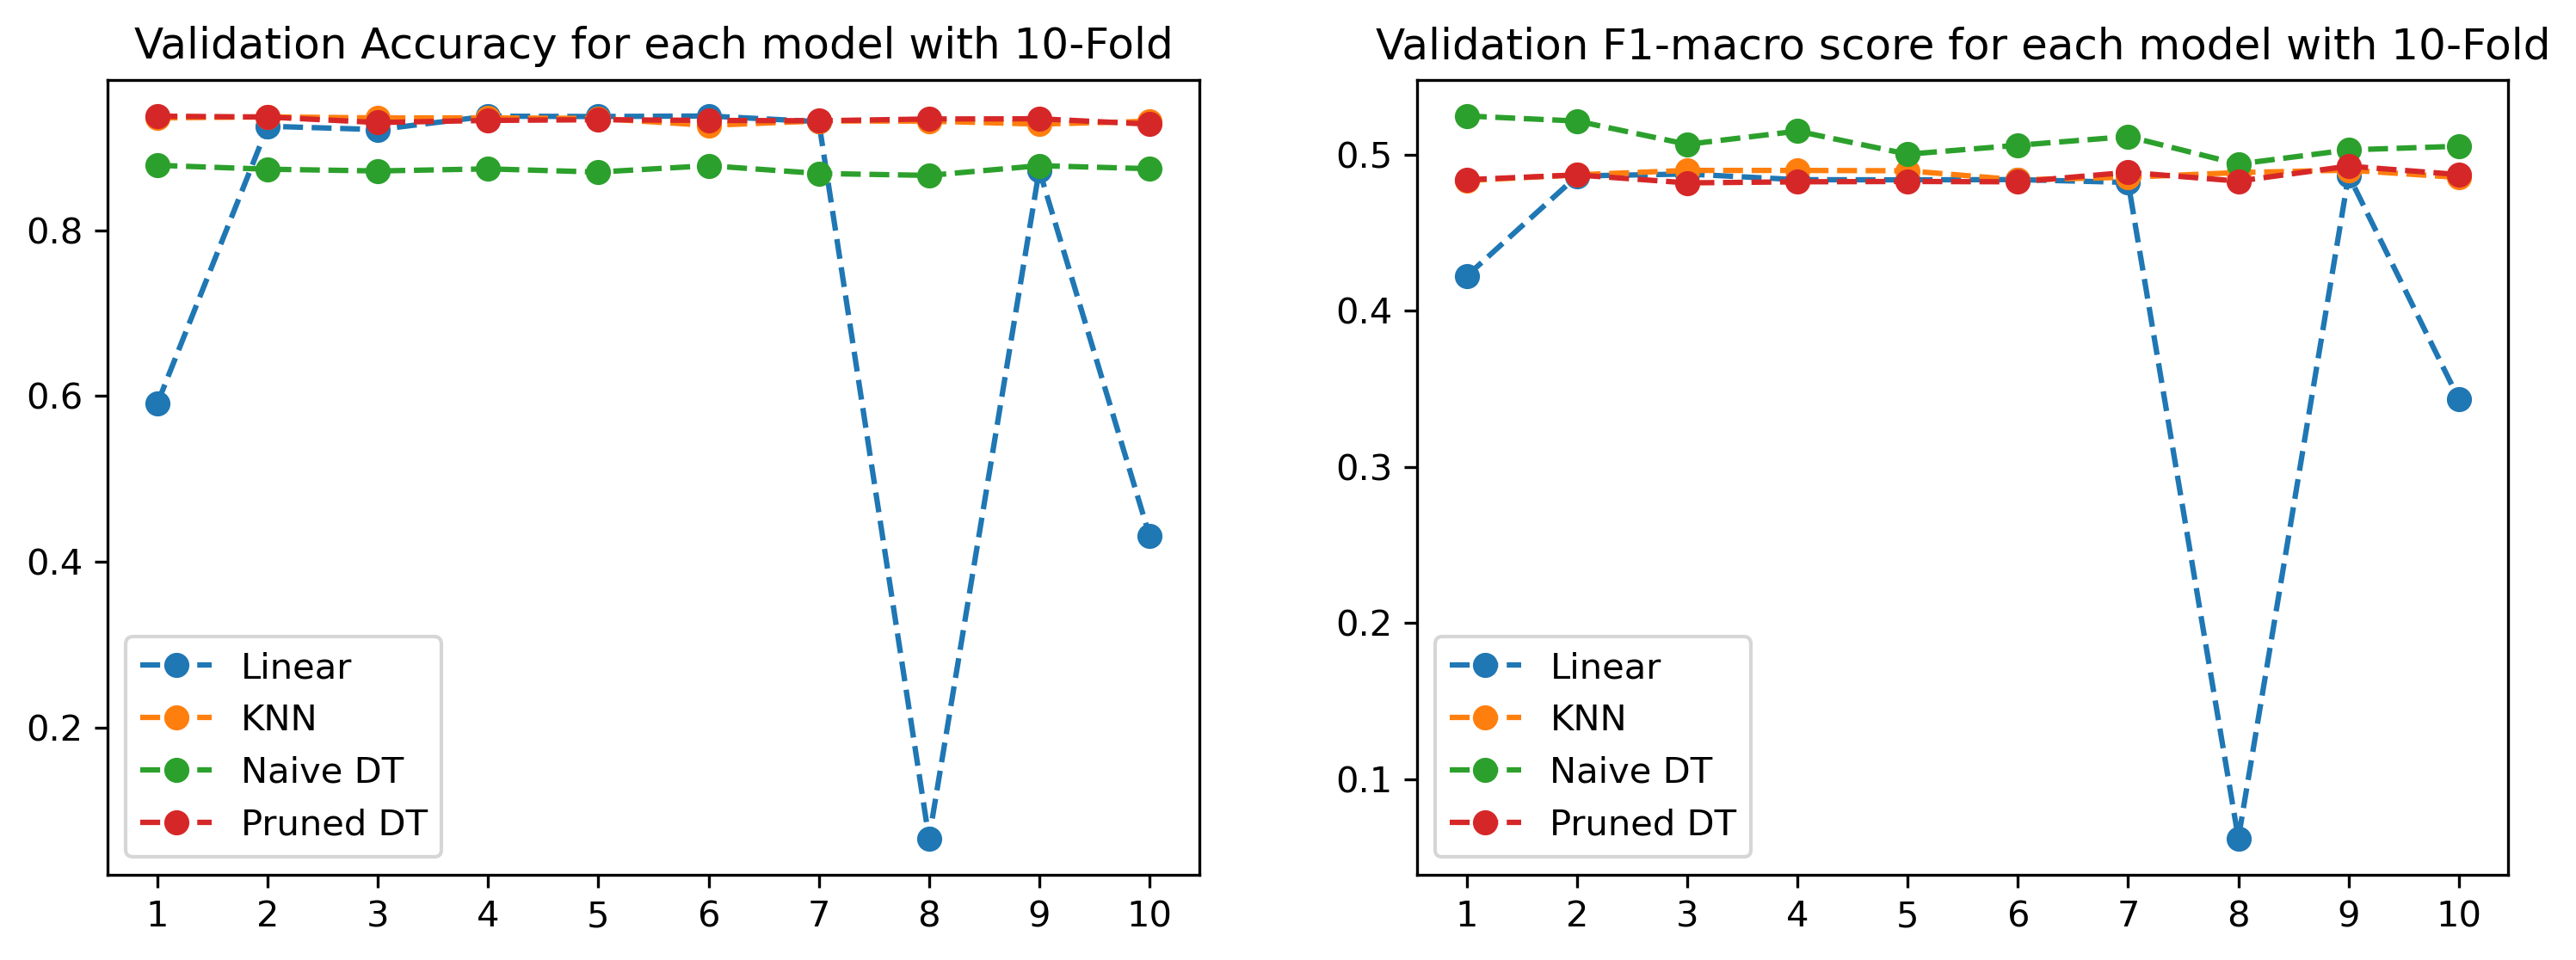 Validation Accuracy for each model with 10-Fold
0.8
0.6
0.4
0.2
Linear
KNN
Naive DT
Pruned DT
1 2 3 4 5 6 7 8 9 10
Validation F1-macro score for each model with 10-Fold
0.5
0.4
0.3
0.2
0.1
Linear
KNN
Naive DT
Pruned DT
1 2 3 4 5 6 7 8 9 10